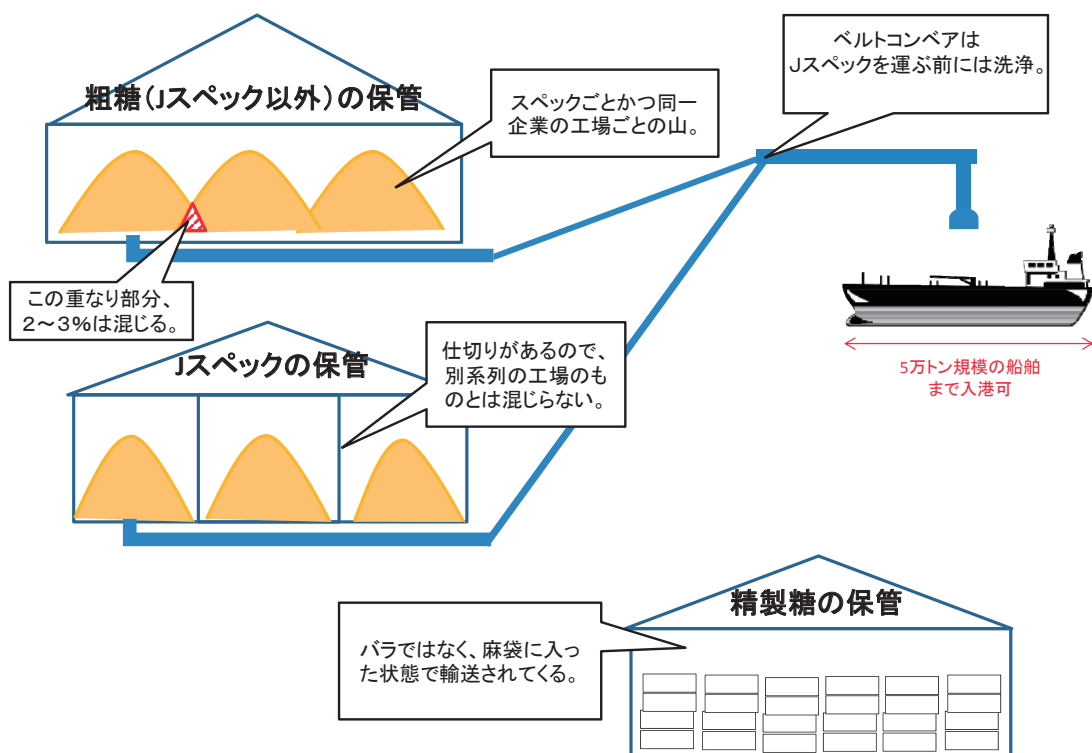 粗糖(Jスペック以外)の保管
スペックごとかつ同一
企業の工場ごとの山。
ベルトコンベアは
Jスペックを運ぶ前には洗浄。
この重なり部分、
2~3%は混じる。
5万トン規模の船舶
まで入港可
Jスペックの保管
仕切りがあるので、
別系列の工場のも
のとは混じらない。
精製糖の保管
バラではなく、麻袋に入っ
た状態で輸送されてくる。